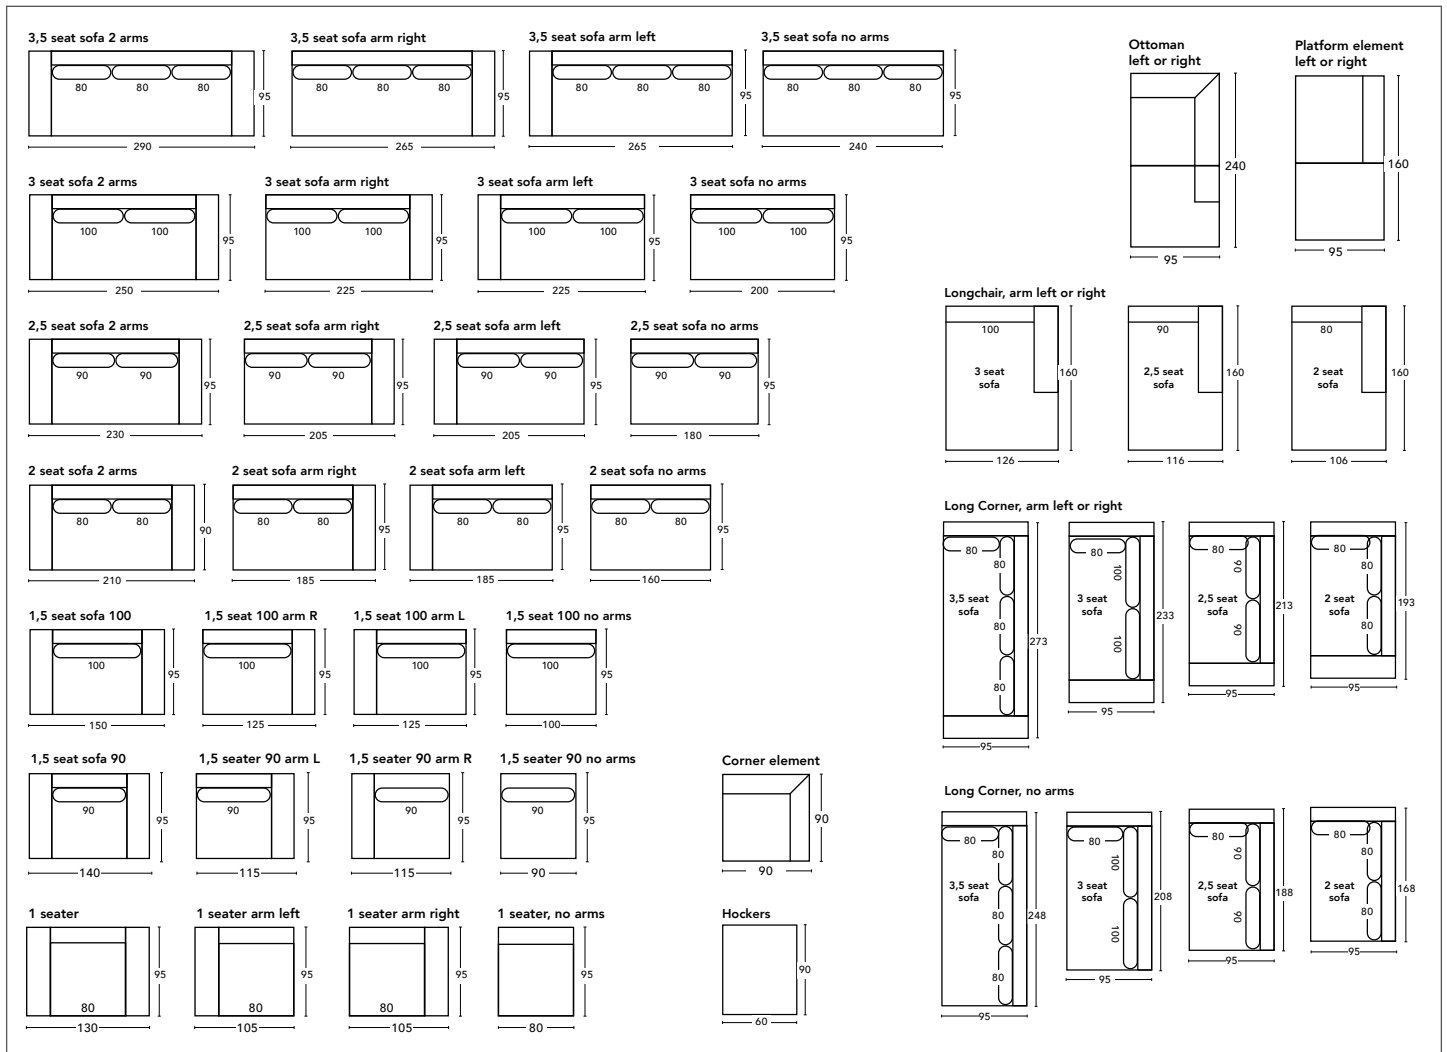 3,5 seat sofa 2 arms
80 80 80
95
290
3,5 seat sofa arm right
80 80 80
95
265
3,5 seat sofa arm left
80 80 80
95
265
3,5 seat sofa no arms
80 80 80
95
240
Ottoman
left or right
240
95
Platform element
left or right
160
95
3 seat sofa 2 arms
100 100
95
250
3 seat sofa arm right
100 100
95
225
3 seat sofa arm left
100 100
95
225
3 seat sofa no arms
100 100
95
200
Longchair, arm left or right
100
3 seat
sofa
160
126
90
2,5 seat
sofa
160
116
80
2 seat
sofa
160
106
2,5 seat sofa 2 arms
90 90
95
230
2,5 seat sofa arm right
90 90
95
205
2,5 seat sofa arm left
90 90
95
205
2,5 seat sofa no arms
90 90
95
180
2 seat sofa 2 arms
80 80
90
210
2 seat sofa arm right
80 80
95
185
2 seat sofa arm left
80 80
95
185
2 seat sofa no arms
80 80
95
160
Long Corner, arm left or right
80
80
3,5 seat
sofa
80
80
273
95
80
100
3 seat
sofa
100
233
95
80
90
2,5 seat
sofa
90
213
95
80
80
2 seat
sofa
80
193
95
1,5 seat sofa 100
100
95
150
1,5 seat 100 arm R
100
95
125
1,5 seat 100 arm L
100
95
125
1,5 seat 100 no arms
100
95
100
1,5 seat sofa 90
90
95
140
1,5 seater 90 arm L
90
95
115
1,5 seater 90 arm R
90
95
115
1,5 seater 90 no arms
90
95
90
Corner element
90
90
Long Corner, no arms
80
80
3,5 seat
sofa
80
80
248
95
80
100
3 seat
sofa
100
208
95
80
90
2,5 seat
sofa
90
188
95
80
80
2 seat
sofa
80
168
95
1 seater
80
95
130
1 seater arm left
80
95
105
1 seater arm right
80
95
105
1 seater, no arms
95
80
Hockers
90
60